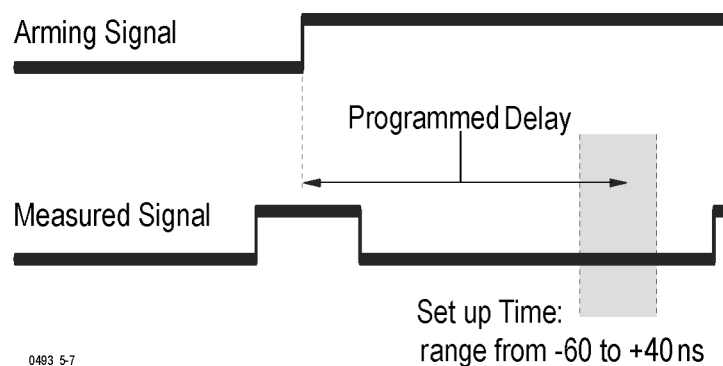 Arming Signal
Programmed Delay
Measured Signal
Set up Time:
range from -60 to +40 ns
0493 5-7